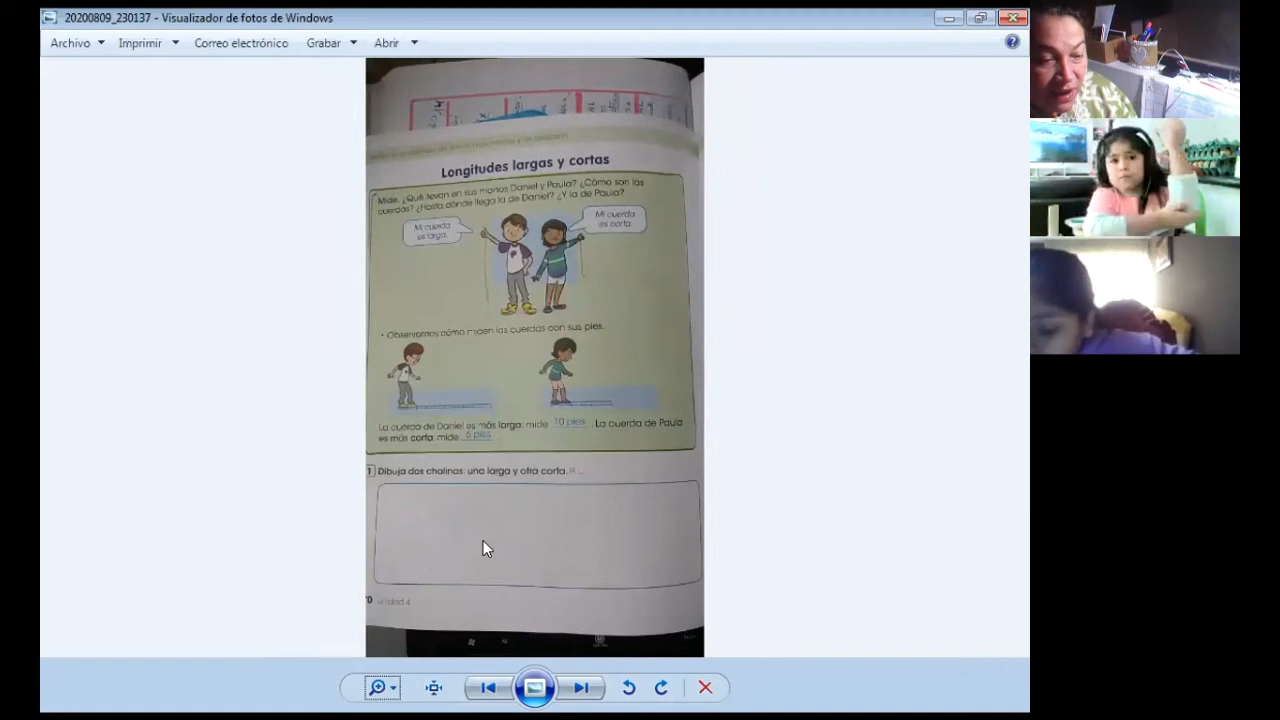 20200809_230137 - Visualizador de fotos de Windows
Archivo Imprimir Correo electrónico Grabar Abrir
Longitudes largas y cortas
Mide. ¿Qué llevan en sus manos Daniel y Paula? ¿Cómo son las
cuerdas? ¿Hasta dónde llega la de Daniel? ¿Y la de Paula?
Mi cuerda
es larga.
Mi cuerda
es corta.
• Observamos cómo miden las cuerdas con sus pies.
La cuerda de Daniel es más larga: mide 10 pies. La cuerda de Paula
es más corta: mide 6 pies
1 Dibuja dos chalinas: una larga y otra corta.
unidad 4